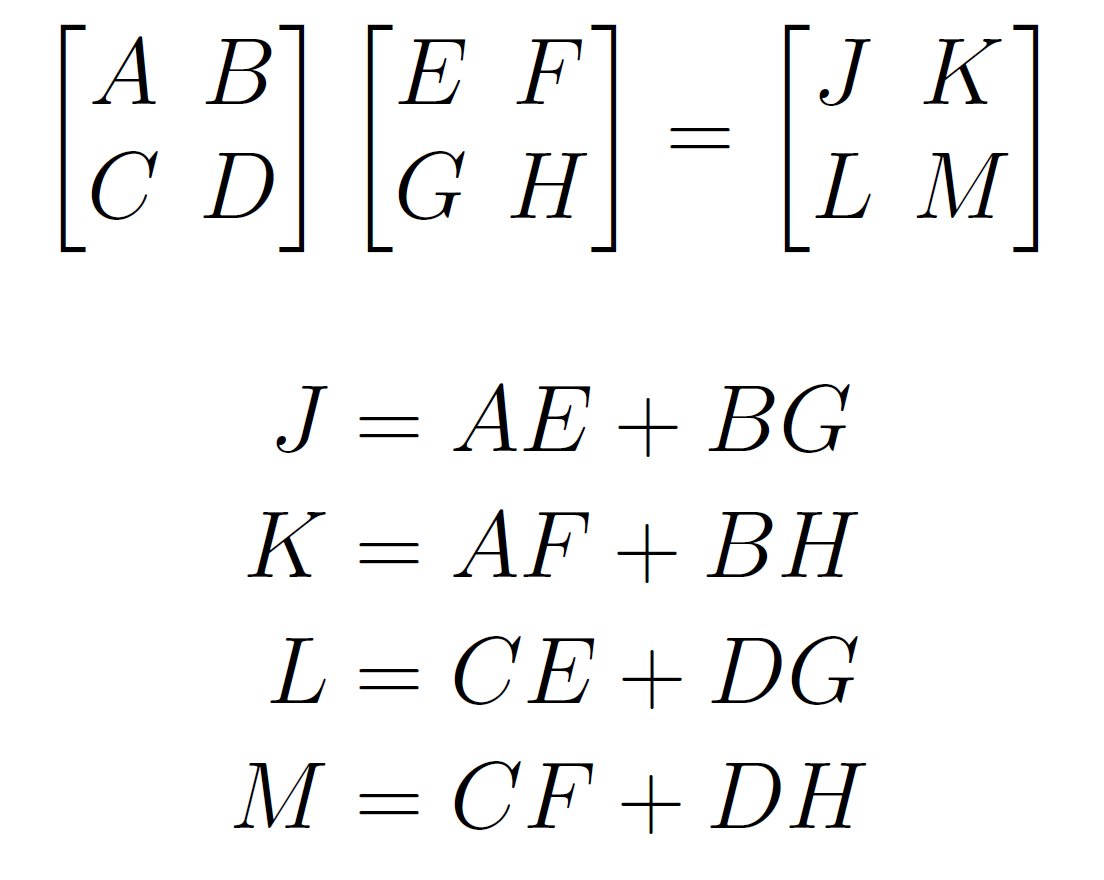 [A B; C D] [E F; G H] = [J K; L M]
J = AE + BG
K = AF + BH
L = CE + DG
M = CF + DH